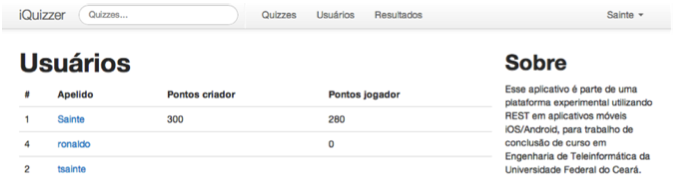 iQuizzer Quizzes... Quizzes Usuários Resultados Sainte
Usuários
# Apelido Pontos criador Pontos jogador
1 Sainte 300 280
4 ronaldo 0
2 tsainte
Sobre
Esse aplicativo é parte de uma
plataforma experimental utilizando
REST em aplicativos móveis
iOS/Android, para trabalho de
conclusão de curso em
Engenharia de Teleinformática da
Universidade Federal do Ceará.